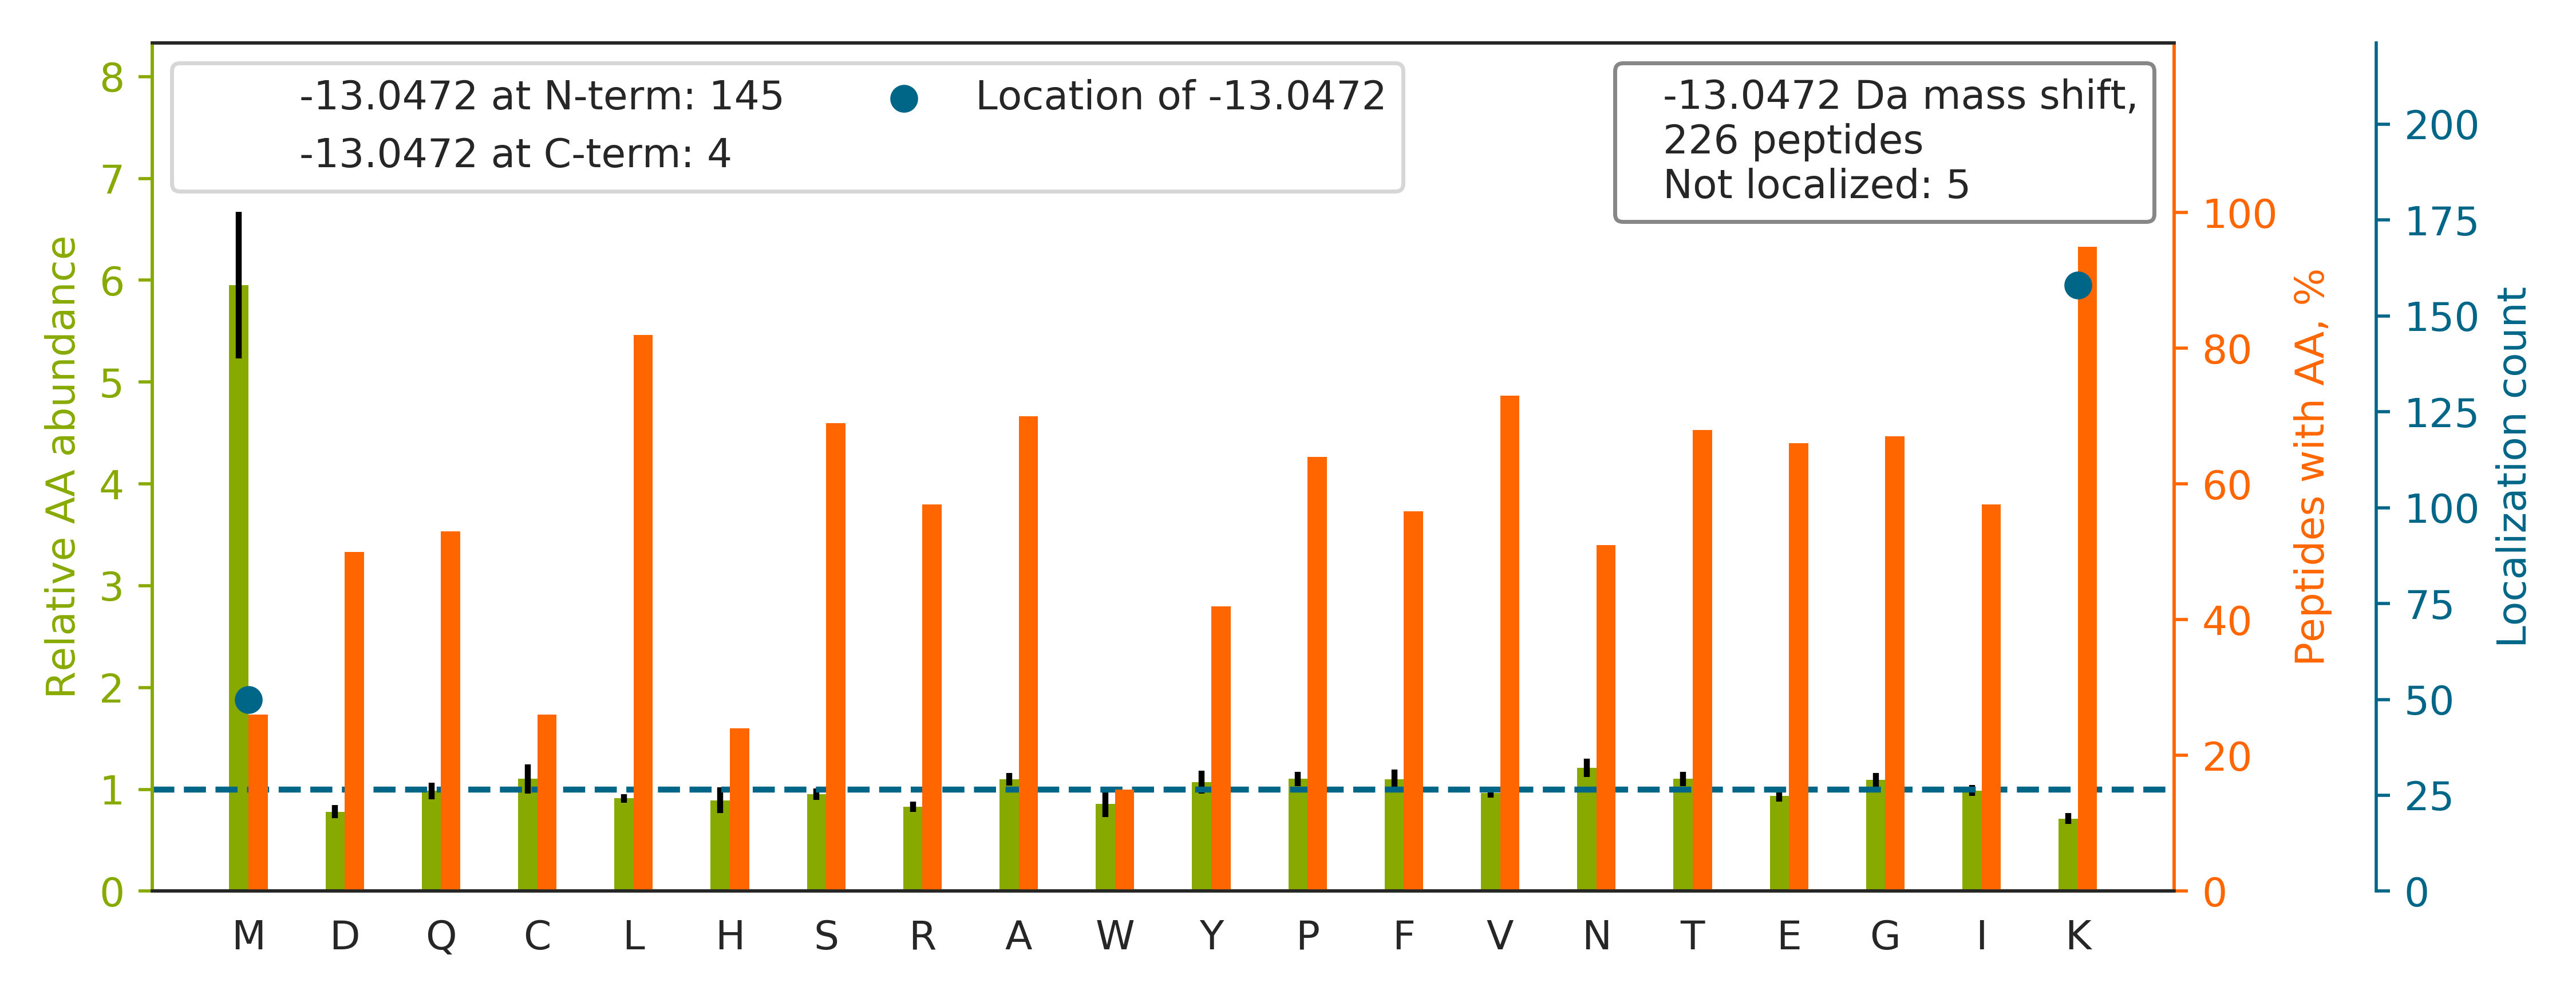 -13.0472 at N-term: 145
-13.0472 at C-term: 4
Location of -13.0472
-13.0472 Da mass shift,
226 peptides
Not localized: 5
Relative AA abundance
8
7
6
5
4
3
2
1
0
M D Q C L H S R A W Y P F V N T E G I K
100
80
60
40
20
0
Peptides with AA, %
200
175
150
125
100
75
50
25
0
Localization count